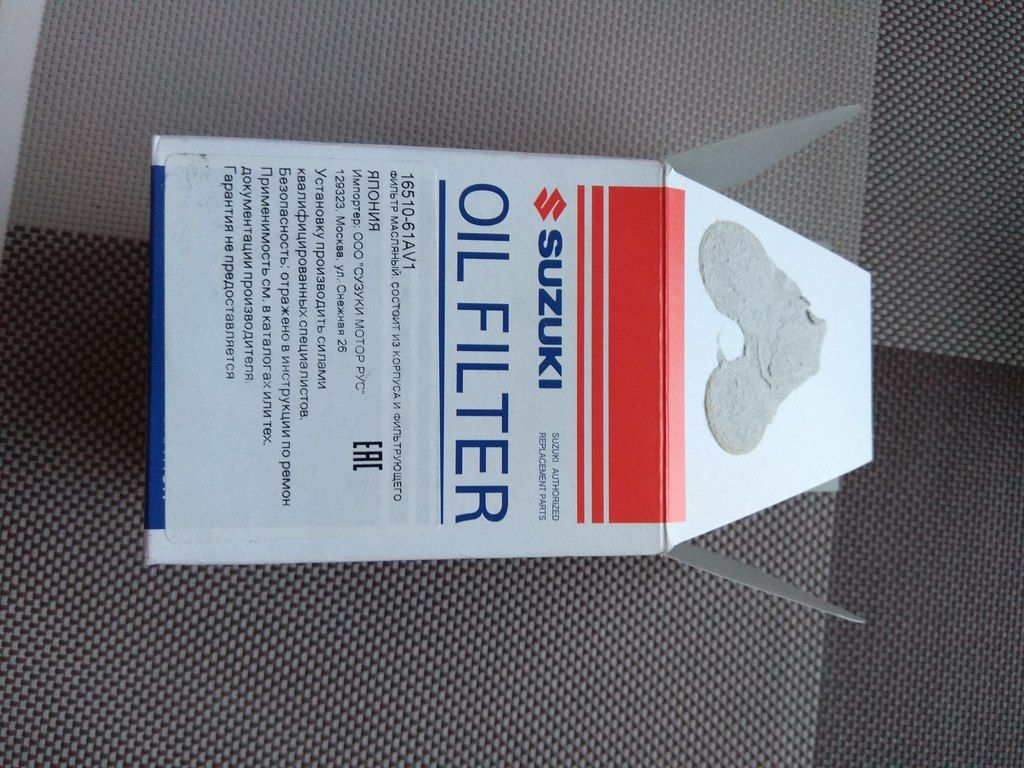 SUZUKI
SUZUKI AUTHORIZED
REPLACEMENT PARTS
OIL FILTER
16510-61AV1
ФИЛЬТР МАСЛЯНЫЙ, СОСТОИТ ИЗ КОРПУСА И ФИЛЬТРУЮЩЕГО
ЯПОНИЯ
Импортер: ООО "СУЗУКИ МОТОР РУС"
129323, Москва, ул. Снежная 26
EAC
Установку производить силами
квалифицированных специалистов.
Безопасность: отражено в инструкции по ремон
Применимость см. в каталогах или тех.
документации производителя.
Гарантия не предоставляется